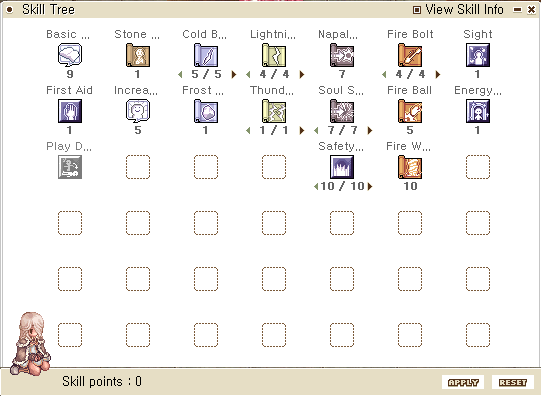 Skill Tree
View Skill Info
Basic ...
Stone ...
Cold B...
Lightni...
Napal...
Fire Bolt
Sight
9
1
5 / 5
4 / 4
7
4 / 4
1
First Aid
Increa...
Frost ...
Thund...
Soul S...
Fire Ball
Energy...
1
5
1
1 / 1
7 / 7
5
1
Play D...
Safety...
Fire W...
10 / 10
10
Skill points : 0
APPLY
RESET